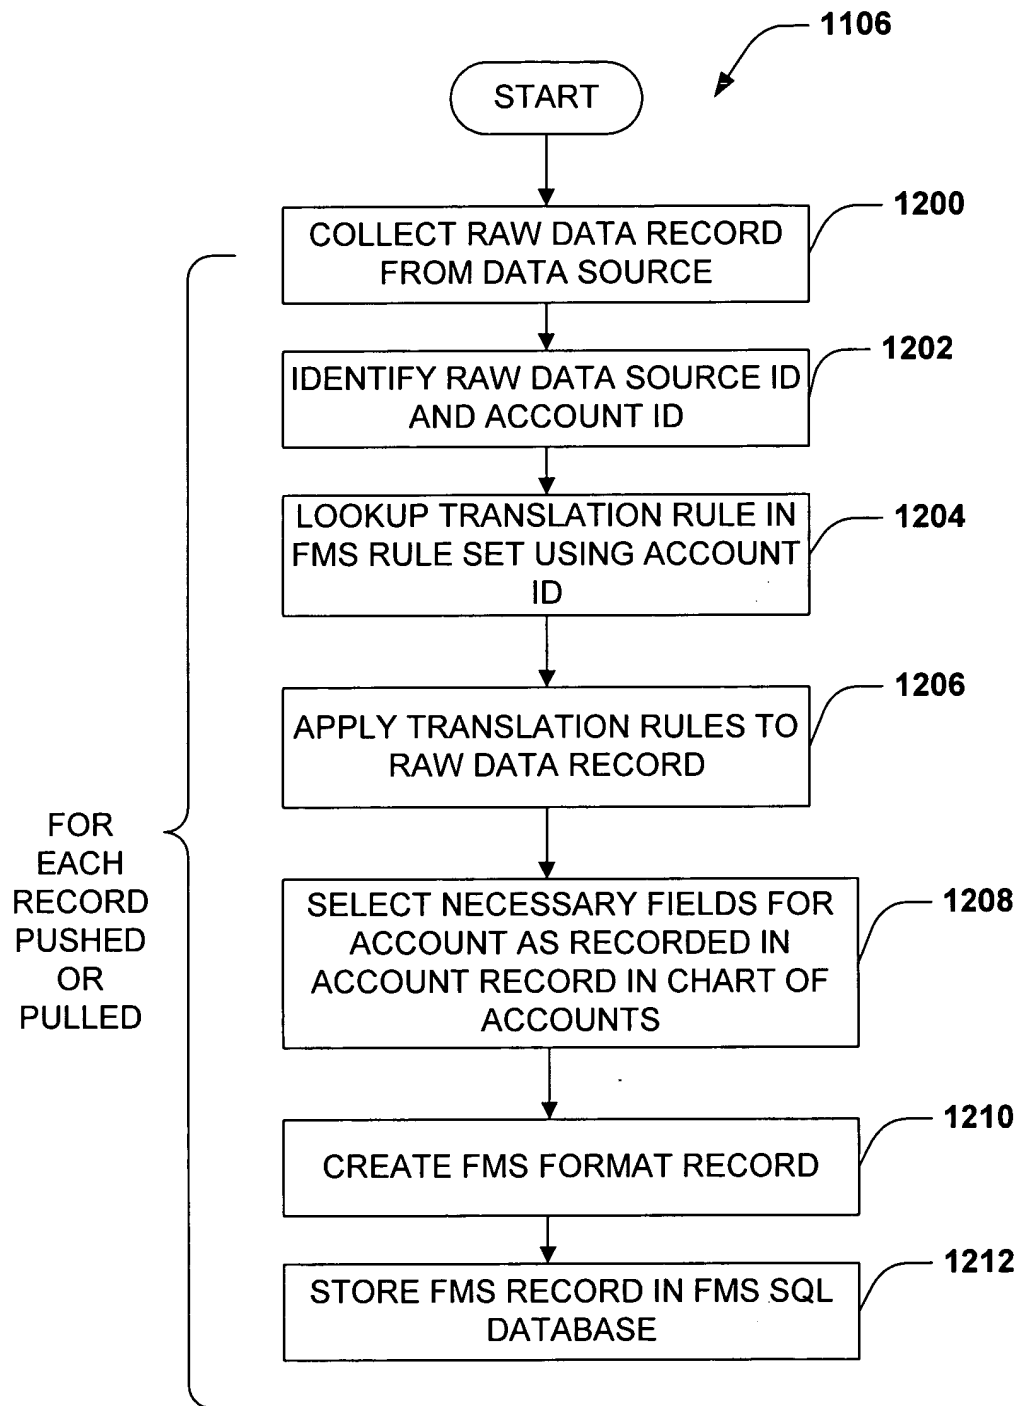 1106
START
1200
COLLECT RAW DATA RECORD
FROM DATA SOURCE
1202
IDENTIFY RAW DATA SOURCE ID
AND ACCOUNT ID
1204
LOOKUP TRANSLATION RULE IN
FMS RULE SET USING ACCOUNT
ID
1206
APPLY TRANSLATION RULES TO
RAW DATA RECORD
FOR
EACH
RECORD
PUSHED
OR
PULLED
1208
SELECT NECESSARY FIELDS FOR
ACCOUNT AS RECORDED IN
ACCOUNT RECORD IN CHART OF
ACCOUNTS
1210
CREATE FMS FORMAT RECORD
1212
STORE FMS RECORD IN FMS SQL
DATABASE